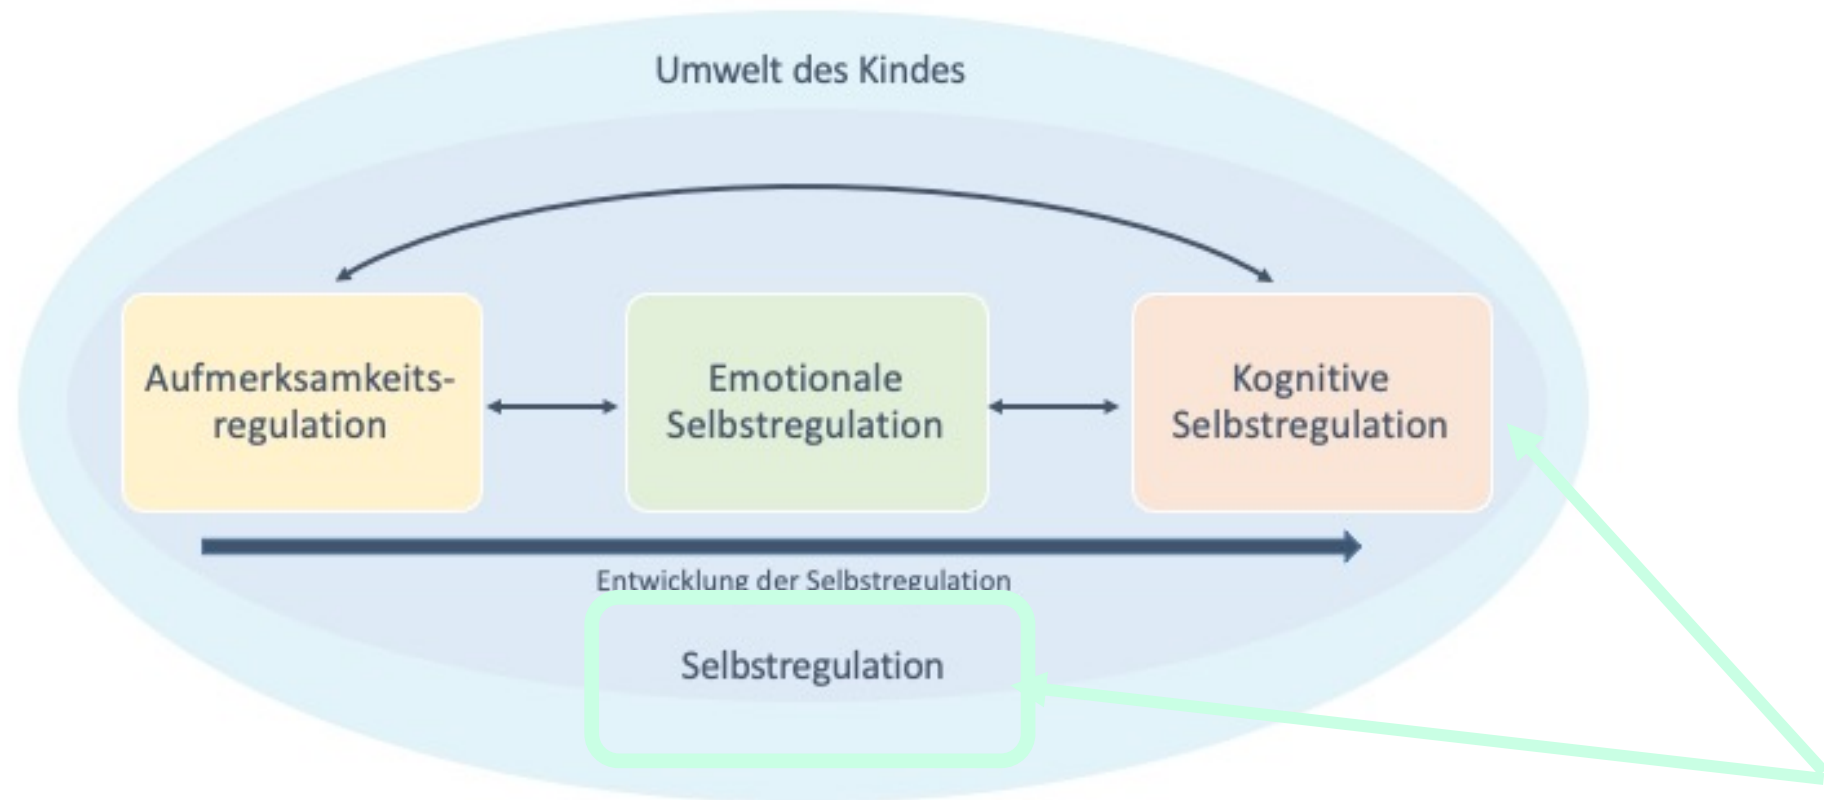 Umwelt des Kindes
Aufmerksamkeits-
regulation
Emotionale
Selbstregulation
Kognitive
Selbstregulation
Entwicklung der Selbstregulation
Selbstregulation